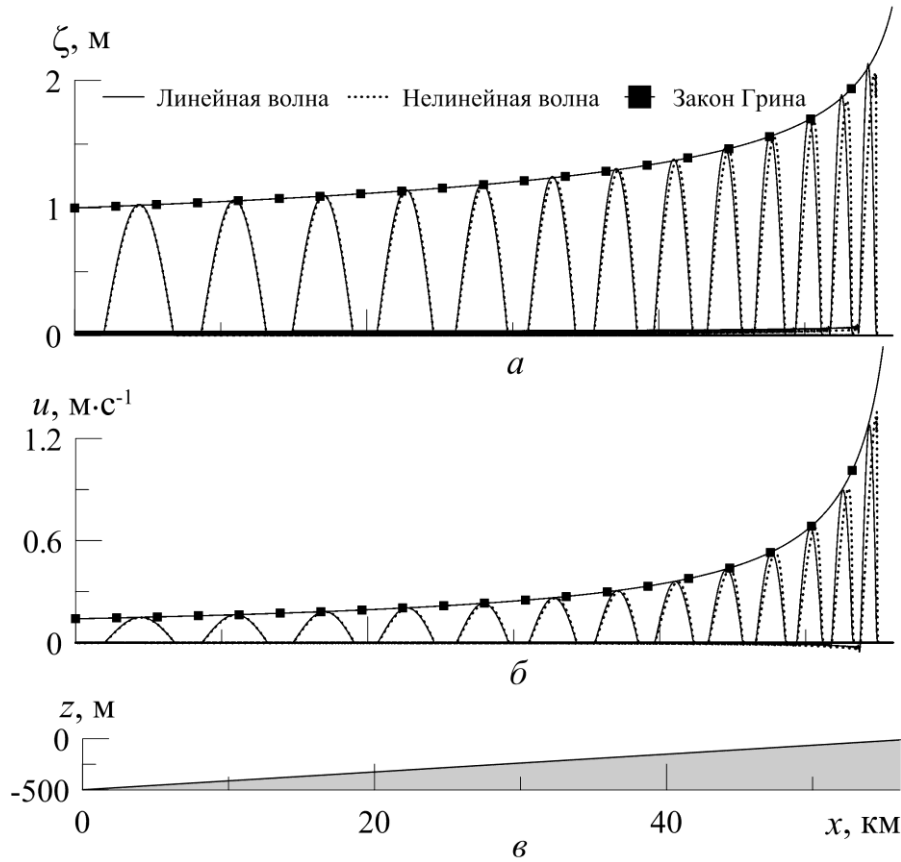 ζ, м
2
Линейная волна Нелинейная волна Закон Грина
1
0
а
u, м·с-1
1.2
0.6
0
б
z, м
0
-500
0 20 40 x, км
в